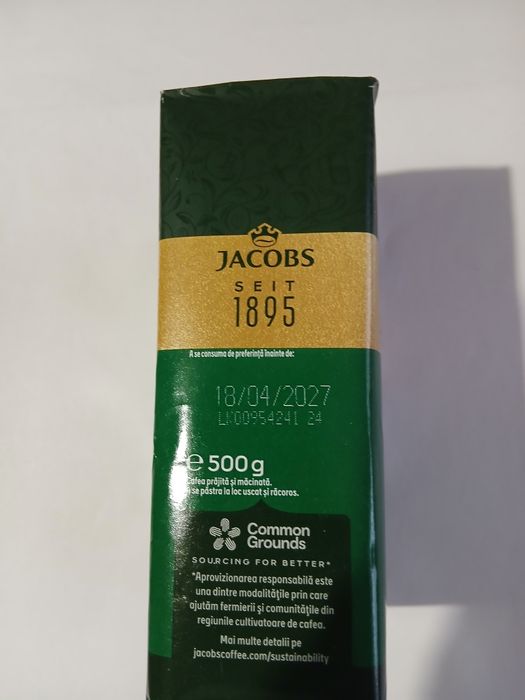 JACOBS
SEIT
1895
A se consuma de preferință înainte de:
18/04/2027
LK00954241 24
e 500 g
Cafea prăjită și măcinată.
se păstra la loc uscat și răcoros.
Common
Grounds
SOURCING FOR BETTER*
*Aprovizionarea responsabilă este
una dintre modalitățile prin care
ajutăm fermierii și comunitățile din
regiunile cultivatoare de cafea.
Mai multe detalii pe
jacobscoffee.com/sustainability